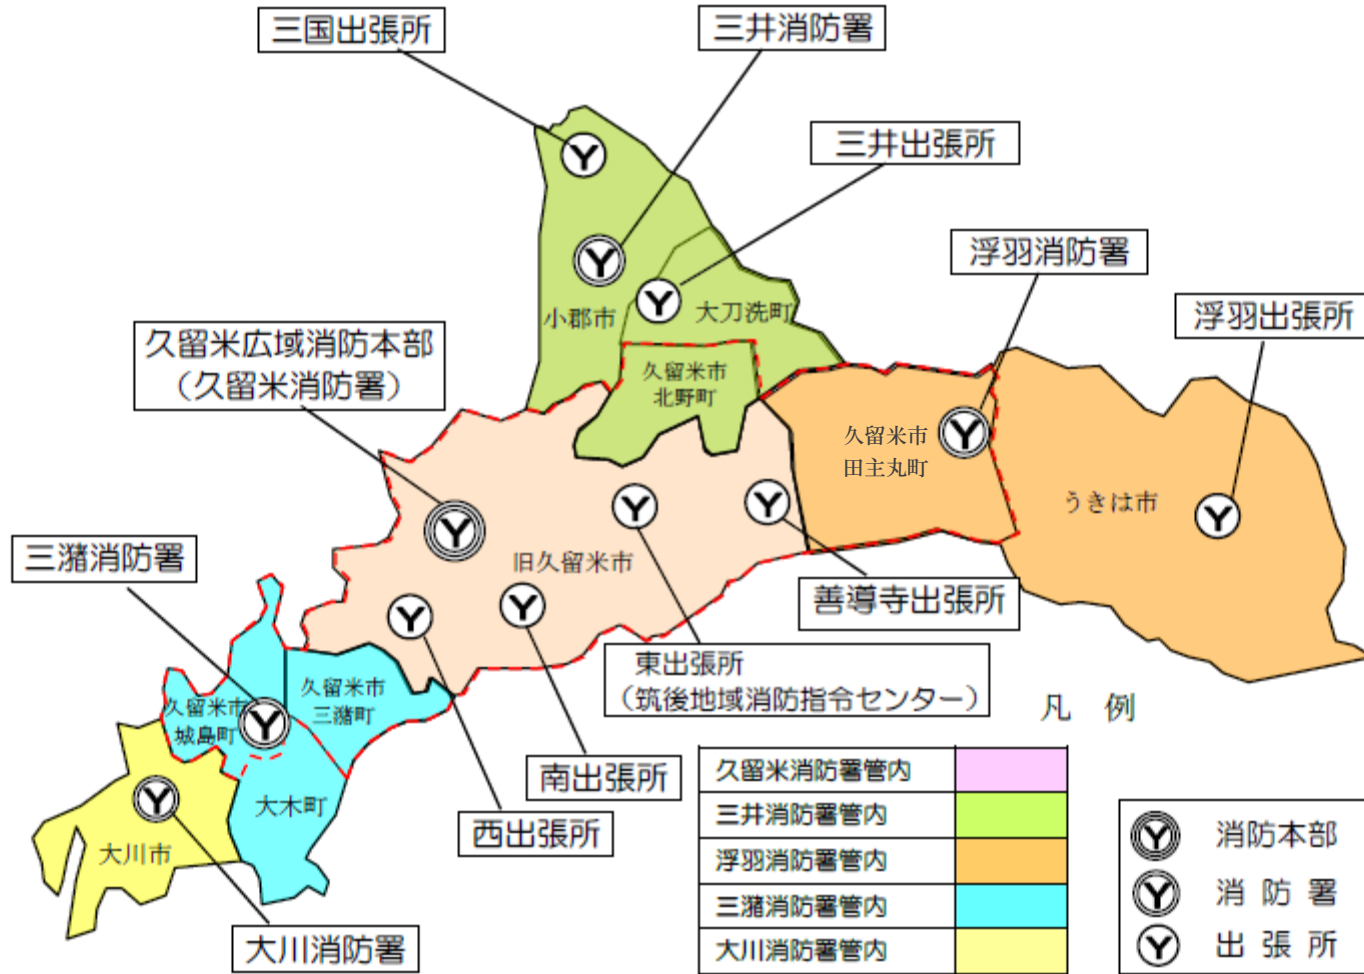 三国出張所
三井消防署
三井出張所
浮羽消防署
浮羽出張所
久留米広域消防本部
（久留米消防署）
小郡市
大刀洗町
久留米市
北野町
久留米市
田主丸町
うきは市
三潴消防署
旧久留米市
善導寺出張所
東出張所
（筑後地域消防指令センター）
久留米市
三潴町
久留米市
城島町
南出張所
西出張所
大木町
大川市
大川消防署
凡例
久留米消防署管内
三井消防署管内
浮羽消防署管内
三潴消防署管内
大川消防署管内
消防本部
消防署
出張所